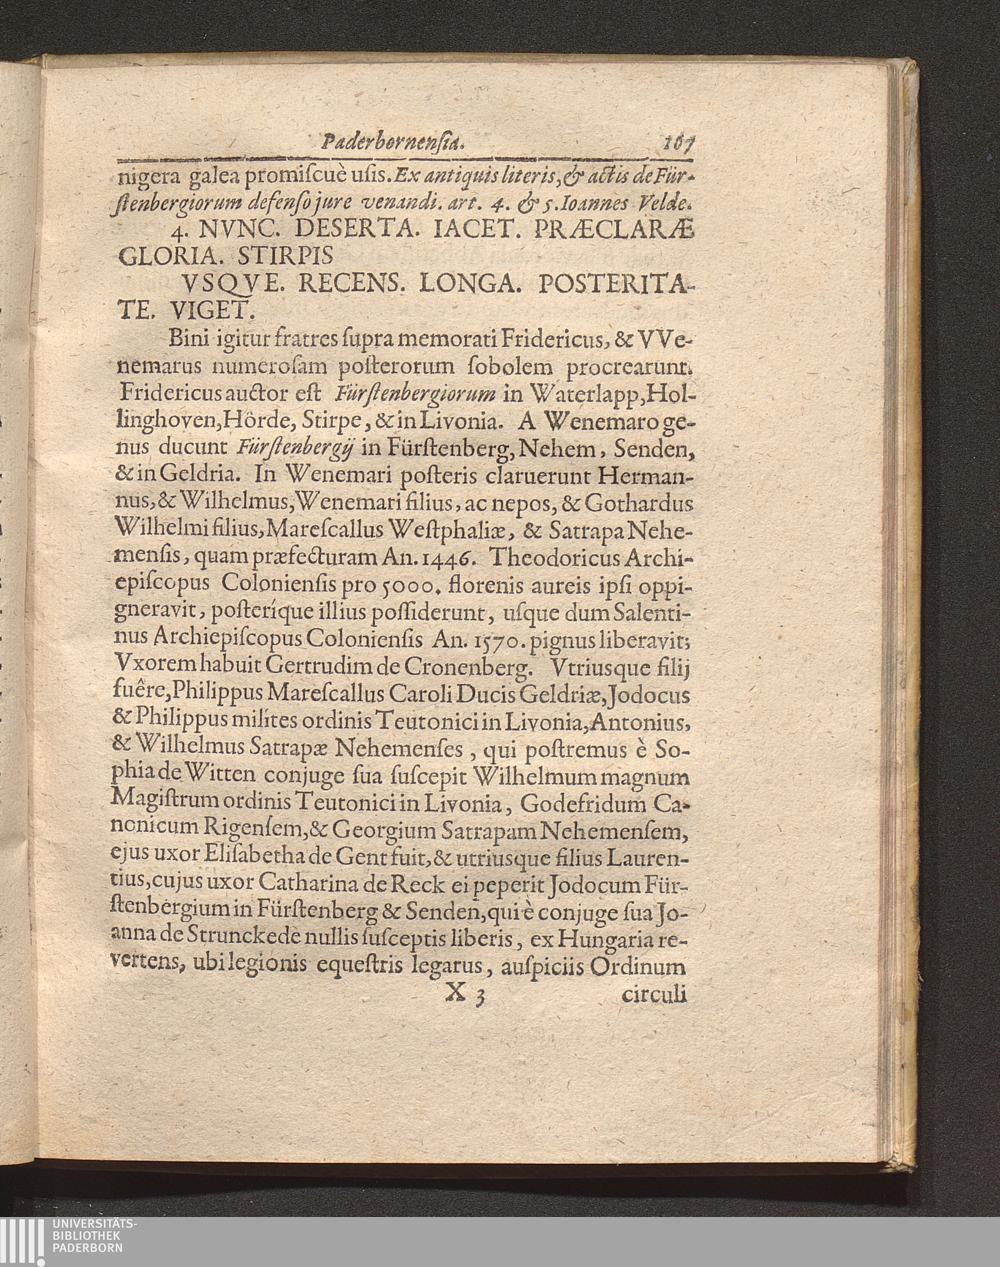 Paderbornensia. 167
nigera galea promiſcuè uſis. Ex antiquis literis, & actis de Für-
ſtenbergiorum defenſo jure venandi. art. 4. & 5. Ioannes Velde.
4. NVNC. DESERTA. IACET. PRÆCLARÆ
GLORIA. STIRPIS
VSQVE. RECENS. LONGA. POSTERITA-
TE. VIGET.
Bini igitur fratres ſupra memorati Fridericus, & VVe-
nemarus numeroſam poſterorum ſobolem procrearunt.
Fridericus auctor eſt Fürſtenbergiorum in Waterlapp, Hol-
linghoven, Hörde, Stirpe, & in Livonia. A Wenemaro ge-
nus ducunt Fürſtenbergij in Fürſtenberg, Nehem, Senden,
& in Geldria. In Wenemari poſteris claruerunt Herman-
nus, & Wilhelmus, Wenemari filius, ac nepos, & Gothardus
Wilhelmi filius, Mareſcallus Weſtphaliæ, & Satrapa Nehe-
menſis, quam præfecturam An. 1446. Theodoricus Archi-
epiſcopus Colonienſis pro 5000. florenis aureis ipſi oppi-
gneravit, poſteríque illius poſſiderunt, uſque dum Salenti-
nus Archiepiſcopus Colonienſis An. 1570. pignus liberavit;
Vxorem habuit Gertrudim de Cronenberg. Vtriusque filij
fuêre, Philippus Mareſcallus Caroli Ducis Geldriæ, Jodocus
& Philippus milites ordinis Teutonici in Livonia, Antonius,
& Wilhelmus Satrapæ Nehemenſes, qui poſtremus è So-
phia de Witten conjuge ſua ſuſcepit Wilhelmum magnum
Magiſtrum ordinis Teutonici in Livonia, Godefridum Ca-
nonicum Rigenſem, & Georgium Satrapam Nehemenſem,
ejus uxor Eliſabetha de Gent fuit, & utriusque filius Lauren-
tius, cujus uxor Catharina de Reck ei peperit Jodocum Für-
ſtenbergium in Fürſtenberg & Senden, qui è conjuge ſua Jo-
anna de Strunckede nullis ſuſceptis liberis, ex Hungaria re-
vertens, ubi legionis equeſtris legatus, auſpiciis Ordinum
X 3 circuli
UNIVERSITÄTS-
BIBLIOTHEK
PADERBORN